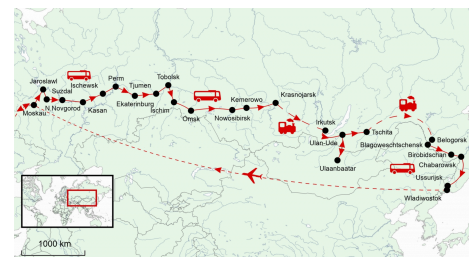 Tobolsk
Perm
Ischewsk
Tjumen
Jaroslawl
Suzdal
Krasnojarsk
Kemerowo
N.Novgorod
Ekaterinburg
Moskau
Kasan
Ischim
Omsk
Nowosibirsk
Irkutsk
Tschita
Ulan-Ude
Belogorsk
Blagoweschtschensk
Birobidschan
Ulaanbaatar
Chabarowsk
Ussurijsk
Wladiwostok
1000 km